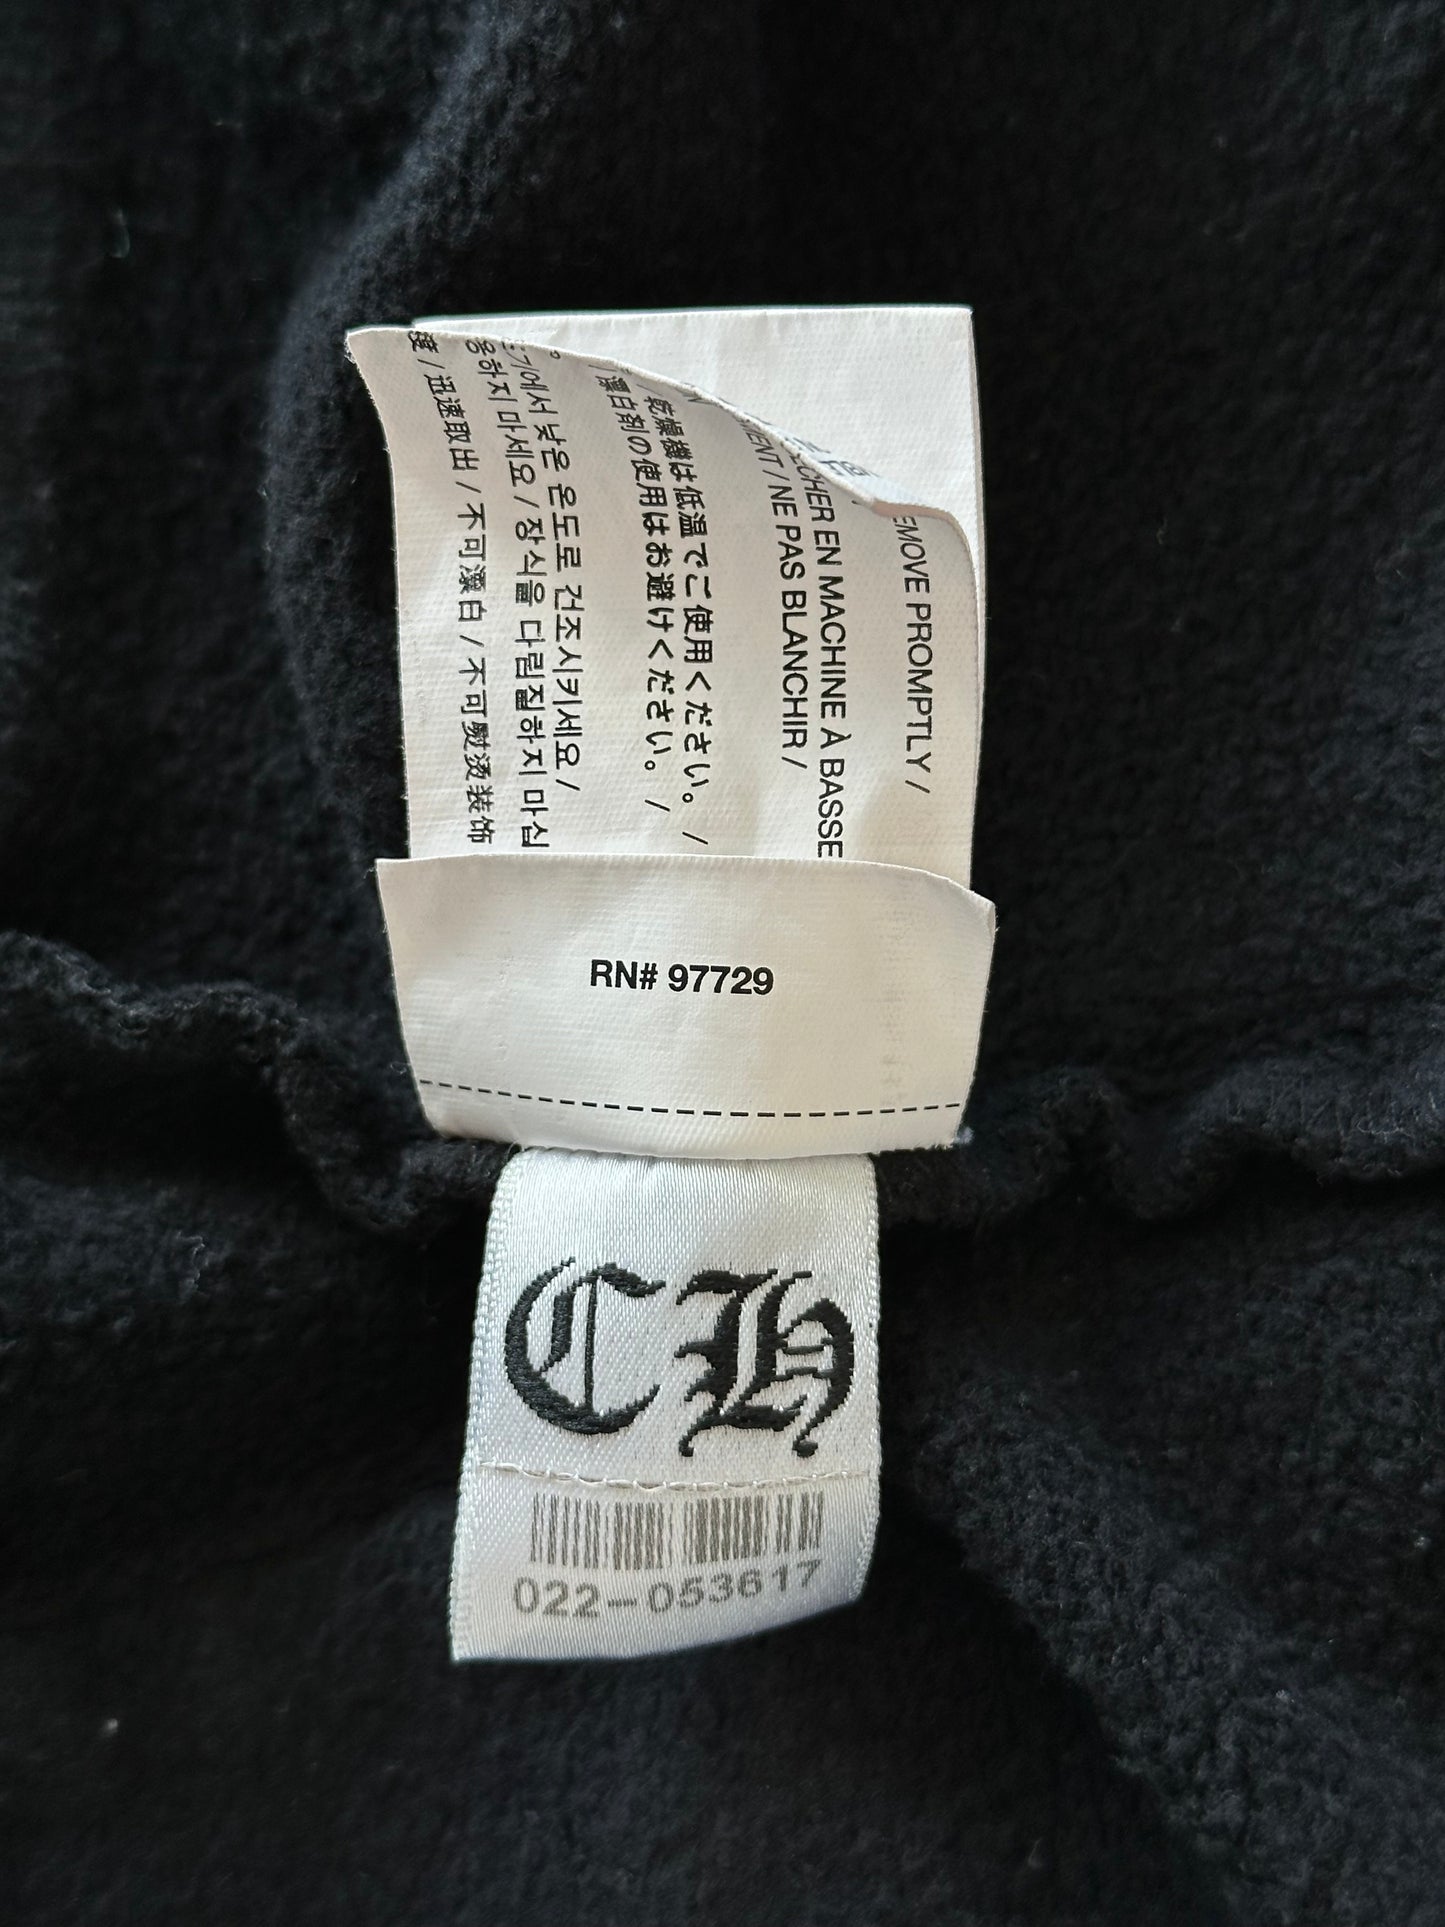 EMOVE PROMPTLY /
CHER EN MACHINE À BASSE
MENT / NE PAS BLANCHIR /
/ 乾燥機は低温でご使用ください。 /
/ 漂白剤の使用はお避けください。 /
기에서 낮은 온도로 건조시키세요 /
용하지 마세요 / 장식을 다림질하지 마십
/ 迅速取出 / 不可漂白 / 不可熨烫装饰
RN# 97729
CH
022-053617